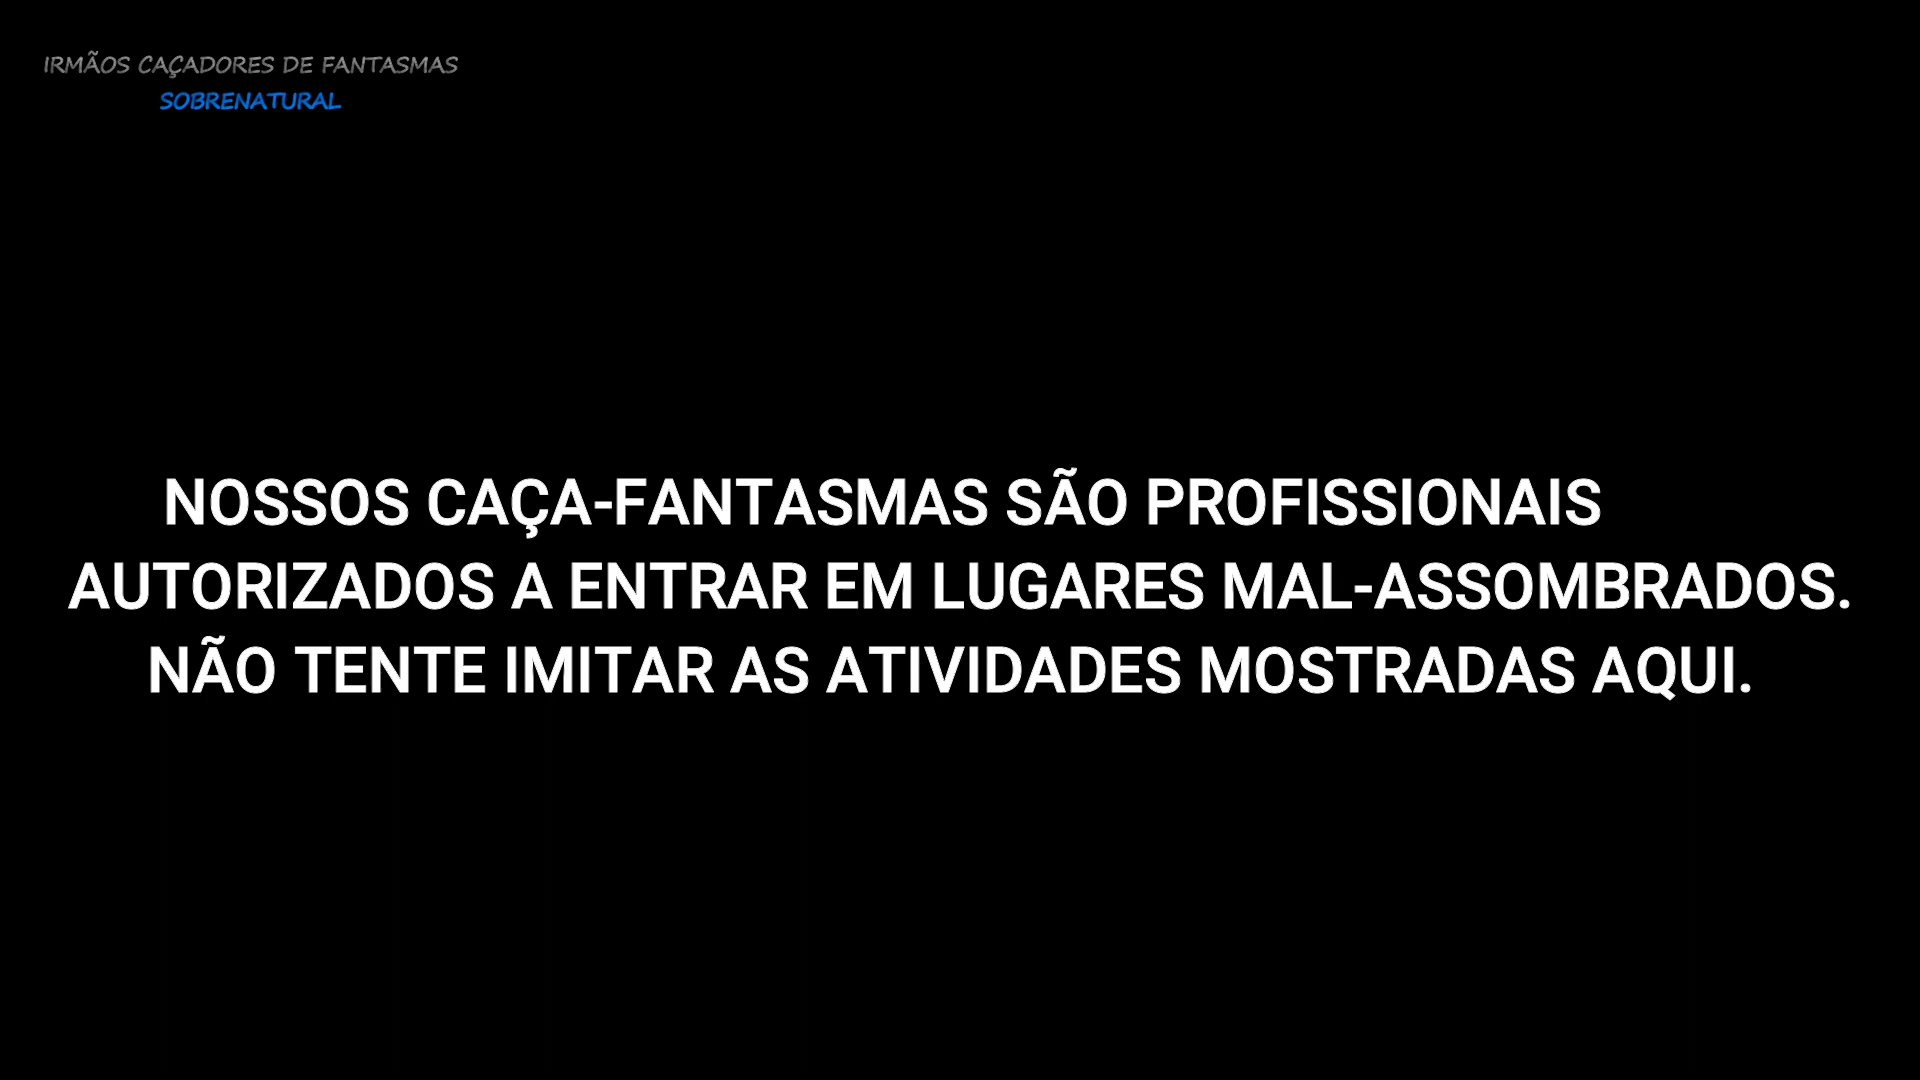 IRMÃOS CAÇADORES DE FANTASMAS
SOBRENATURAL
NOSSOS CAÇA-FANTASMAS SÃO PROFISSIONAIS
AUTORIZADOS A ENTRAR EM LUGARES MAL-ASSOMBRADOS.
NÃO TENTE IMITAR AS ATIVIDADES MOSTRADAS AQUI.